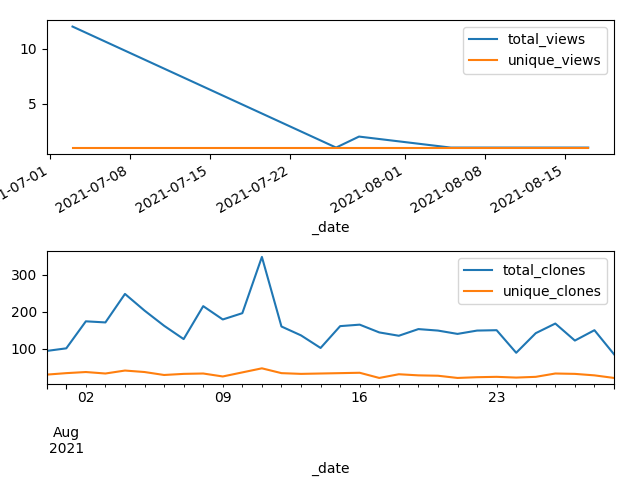 10
5
total_views
unique_views
1-07-01
2021-07-08
2021-07-15
2021-07-22
2021-08-01
2021-08-08
2021-08-15
_date
300
200
100
total_clones
unique_clones
02
09
16
23
Aug
2021
_date